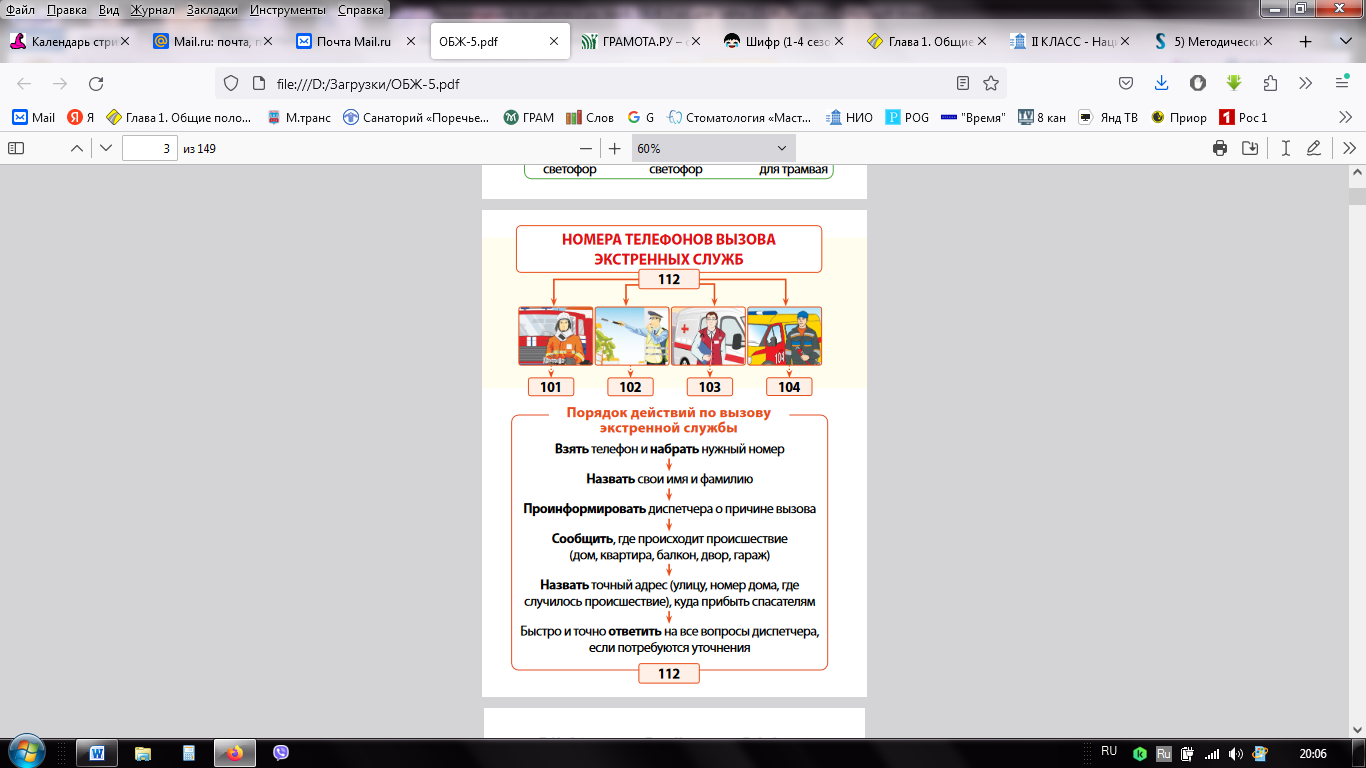 Файл Правка Вид Журнал Закладки Инструменты Справка
Календарь стри
Mail.ru: почта, п
Почта Mail.ru
ОБЖ-5.pdf
ГРАМОТА.РУ – с
Шифр (1-4 сезо
Глава 1. Общие
II КЛАСС - Наци
5) Методически
file:///D:/Загрузки/ОБЖ-5.pdf
Mail Я Глава 1. Общие поло... М.транс Санаторий «Поречье... ГРАМ Слов G Стоматология «Маст... НИО POG "Время" 8 кан Янд ТВ Приор Рос 1
3 из 149 60%
светофор светофор для трамвая
НОМЕРА ТЕЛЕФОНОВ ВЫЗОВА
ЭКСТРЕННЫХ СЛУЖБ
112
104
101 102 103 104
Порядок действий по вызову
экстренной службы
Взять телефон и набрать нужный номер
Назвать свои имя и фамилию
Проинформировать диспетчера о причине вызова
Сообщить, где происходит происшествие
(дом, квартира, балкон, двор, гараж)
Назвать точный адрес (улицу, номер дома, где
случилось происшествие), куда прибыть спасателям
Быстро и точно ответить на все вопросы диспетчера,
если потребуются уточнения
112
RU Ru 20:06